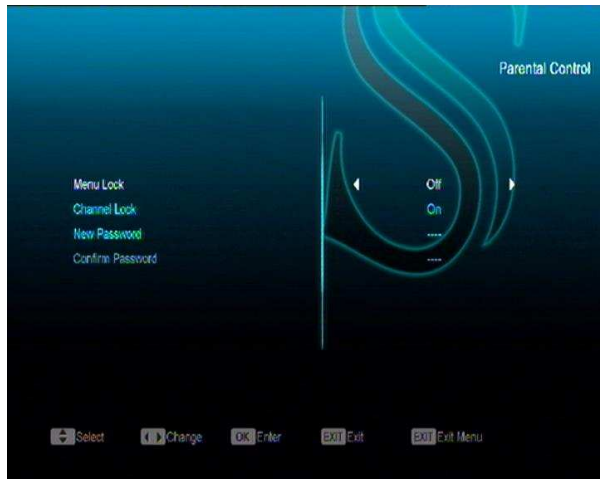 Parental Control
Menu Lock Off
Channel Lock On
New Password ----
Confirm Password ----
Select Change OK Enter EXIT Exit EXIT Exit Menu